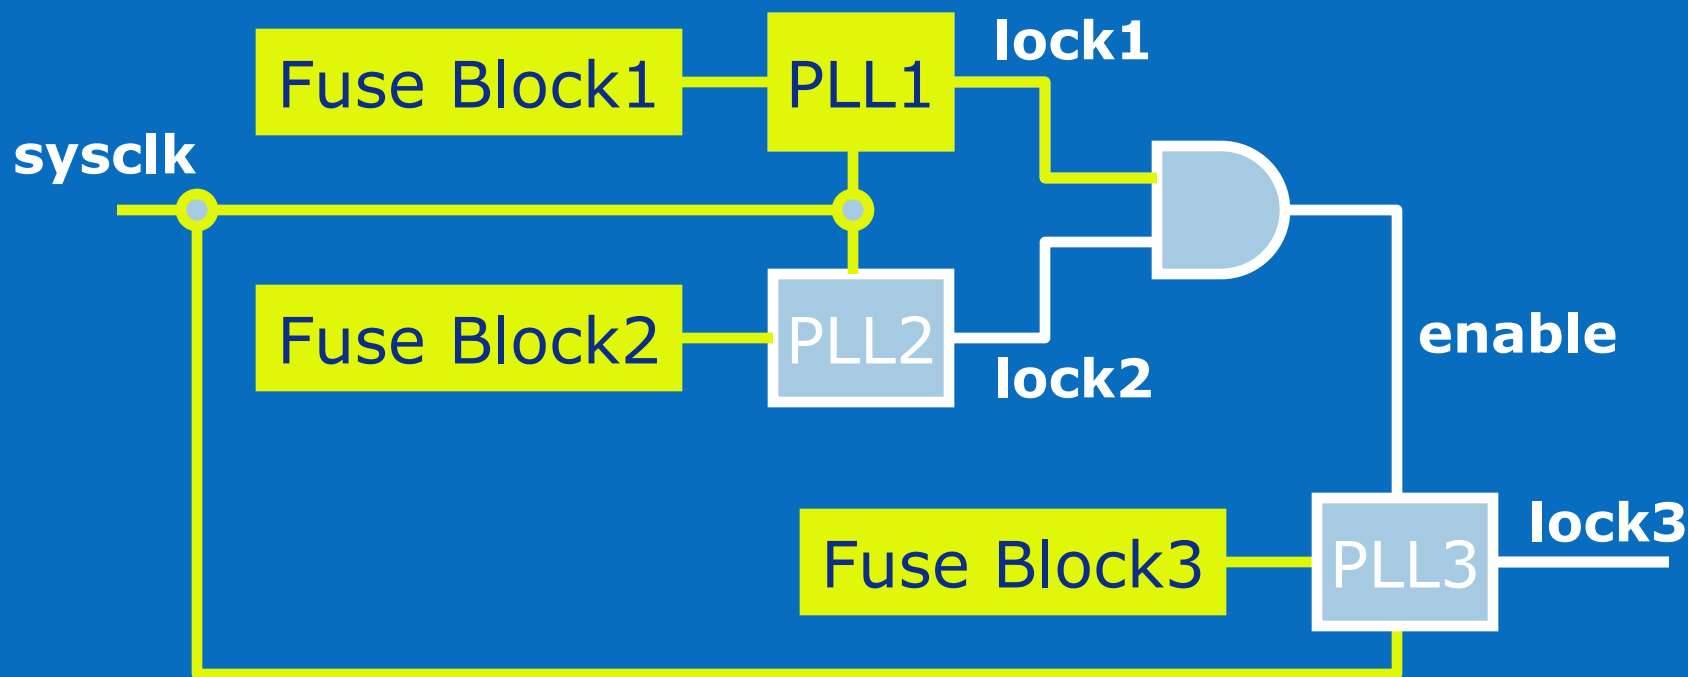 lock1
Fuse Block1
PLL1
sysclk
Fuse Block2
PLL2
enable
lock2
lock3
Fuse Block3
PLL3